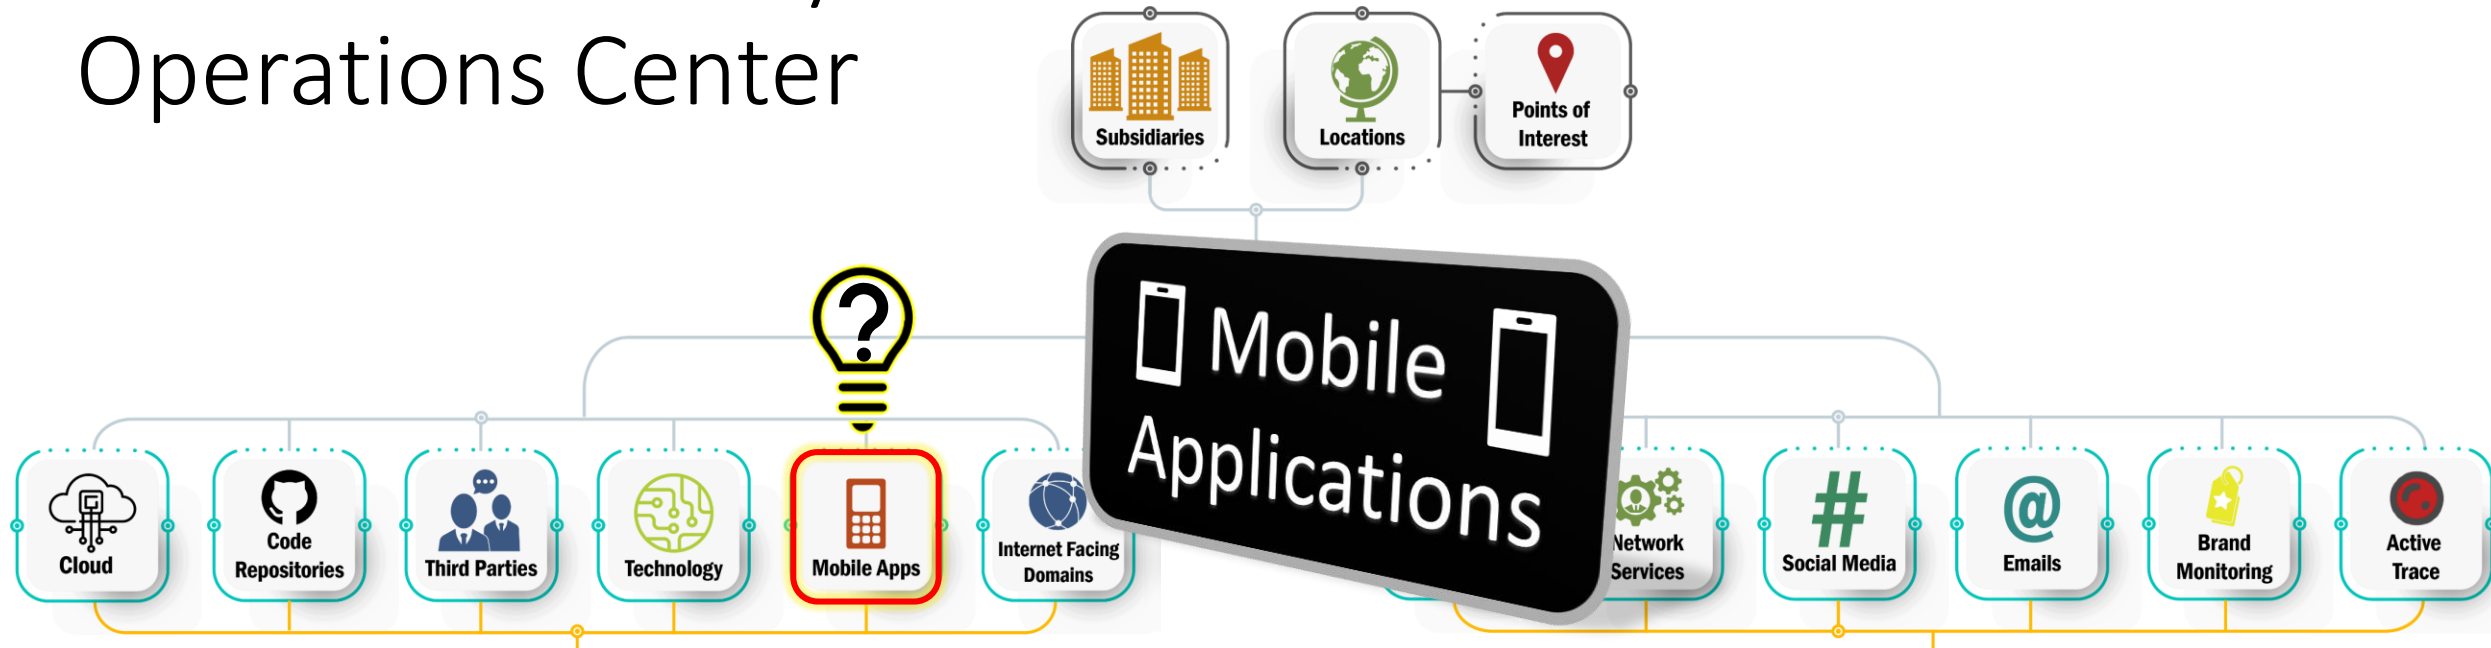 Operations Center
Subsidiaries
Locations
Points of
Interest
?
Mobile
Applications
Cloud
Code
Repositories
Third Parties
Technology
Mobile Apps
Internet Facing
Domains
Network
Services
#
Social Media
@
Emails
Brand
Monitoring
Active
Trace